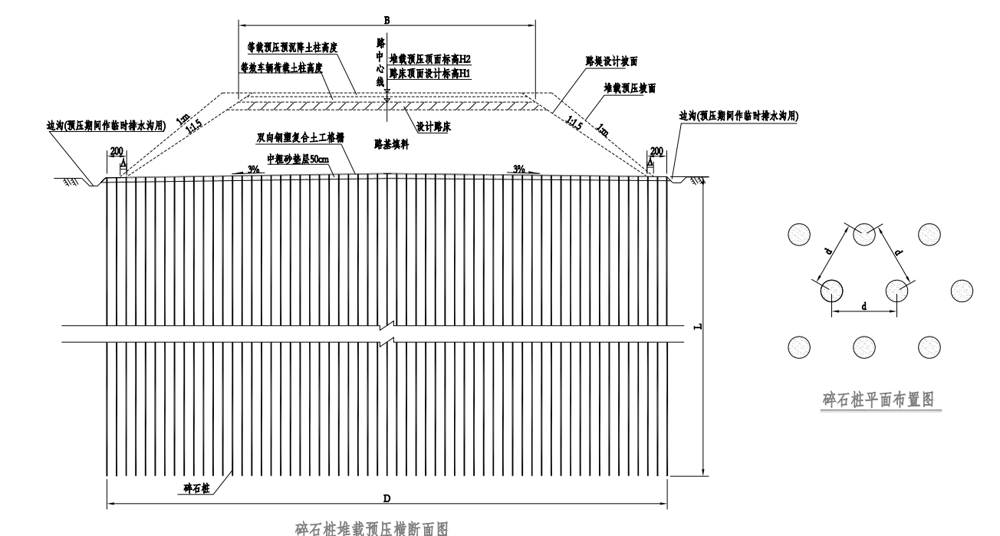 B
等载预压预沉降土柱高度
等效车辆荷载土柱高度
路中心线
堆载预压顶面标高H2
路床顶面设计标高H1
路堤设计坡面
堆载预压坡面
边沟(预压期间作临时排水沟用)
1:m
1:1.5
设计路床
1:1.5
1:m
边沟(预压期间作临时排水沟用)
200
双向钢塑复合土工格栅
路基填料
200
中粗砂垫层50cm
3%
3%
L
d
d
d
碎石桩平面布置图
碎石桩
D
碎石桩堆载预压横断面图